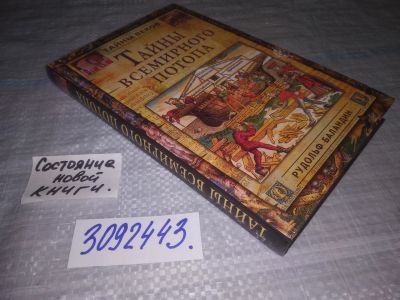 ТАЙНЫ
ВСЕМИРНОГО
ПОТОПА
РУДОЛЬФ БАЛАНДИН
ТАЙНЫ ВСЕМИРНОГО ПОТОПА
Состояние
новой
книги.
3092443.